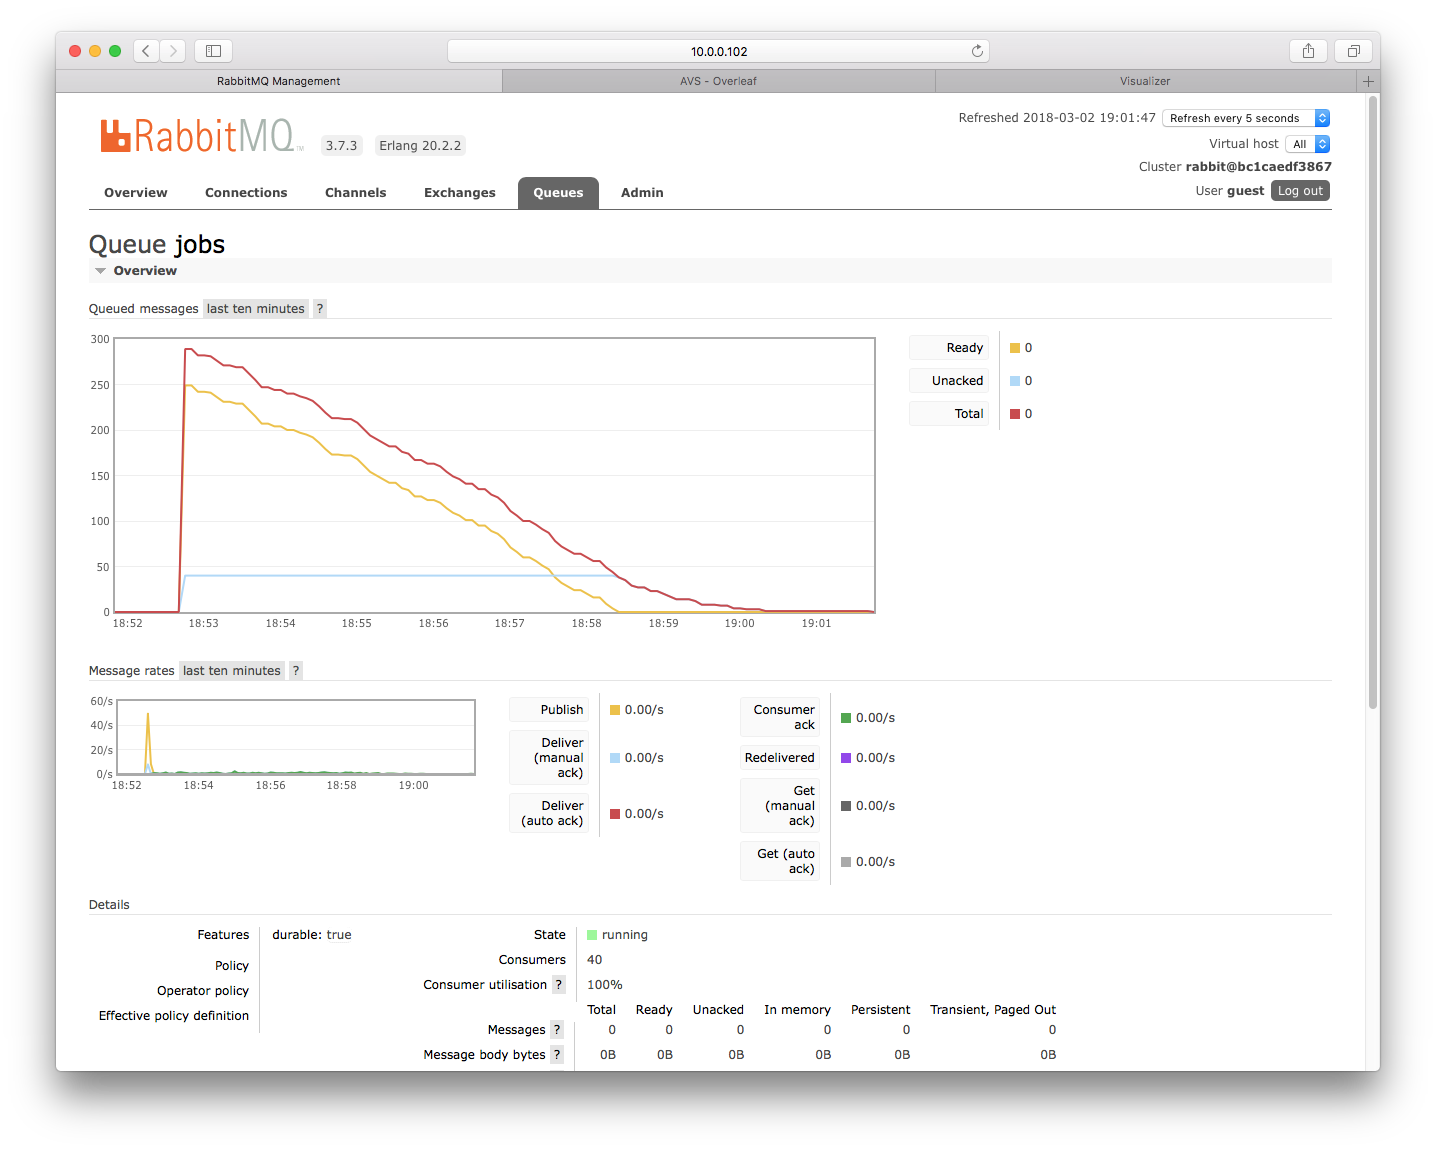 10.0.0.102
RabbitMQ Management
AVS - Overleaf
Visualizer
RabbitMQ™
3.7.3
Erlang 20.2.2
Refreshed 2018-03-02 19:01:47
Refresh every 5 seconds
Virtual host All
Cluster rabbit@bc1caedf3867
User guest Log out
Overview Connections Channels Exchanges Queues Admin
Queue jobs
Overview
Queued messages last ten minutes ?
300
250
200
150
100
50
0
18:52 18:53 18:54 18:55 18:56 18:57 18:58 18:59 19:00 19:01
Ready 0
Unacked 0
Total 0
Message rates last ten minutes ?
60/s
40/s
20/s
0/s
18:52 18:54 18:56 18:58 19:00
Publish 0.00/s
Deliver
(manual 0.00/s
ack)
Deliver
(auto ack) 0.00/s
Consumer
ack 0.00/s
Redelivered 0.00/s
Get
(manual 0.00/s
ack)
Get (auto
ack) 0.00/s
Details
Features durable: true
Policy
Operator policy
Effective policy definition
State running
Consumers 40
Consumer utilisation ? 100%
Total Ready Unacked In memory Persistent Transient, Paged Out
Messages ? 0 0 0 0 0 0
Message body bytes ? 0B 0B 0B 0B 0B 0B